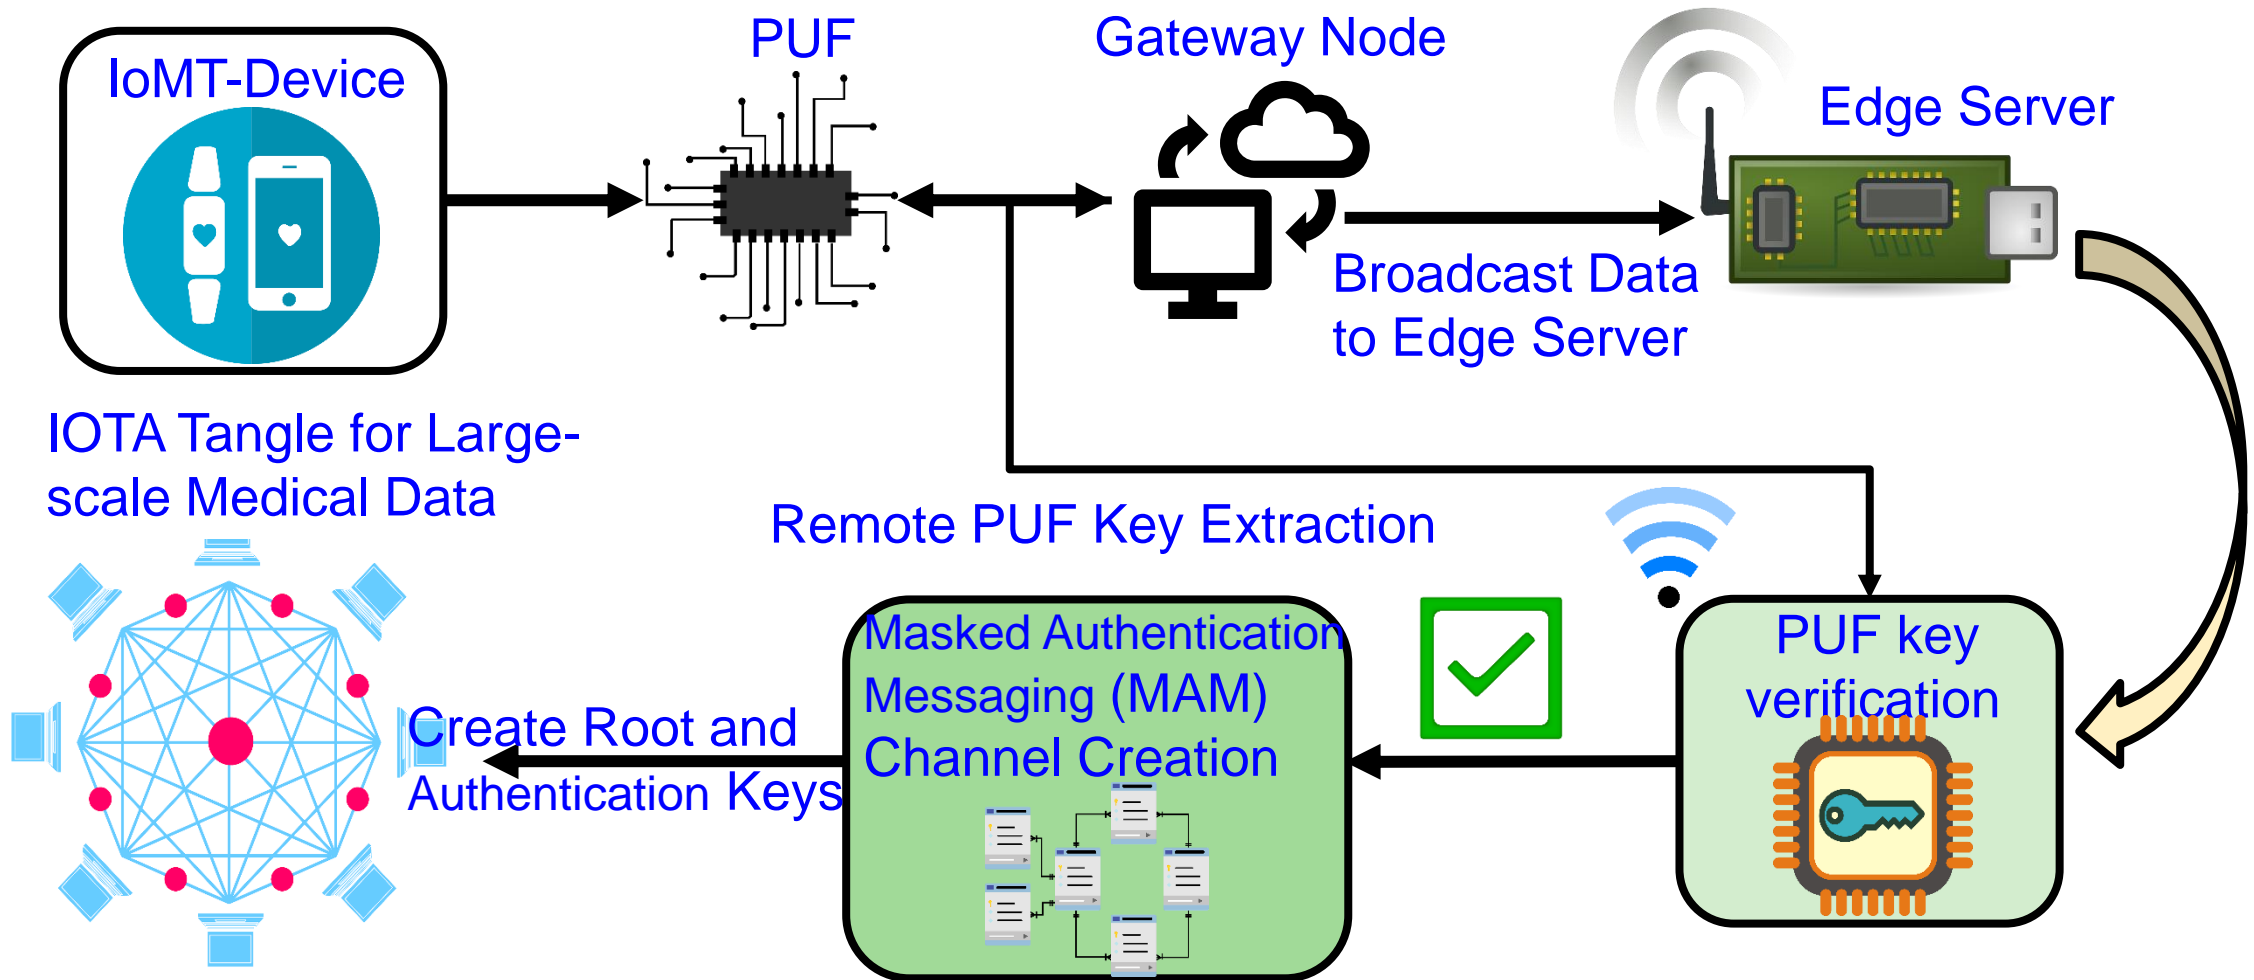 IoMT-Device
PUF
Gateway Node
Edge Server
Broadcast Data
to Edge Server
IOTA Tangle for Large-
scale Medical Data
Remote PUF Key Extraction
PUF key
verification
Masked Authentication
Messaging (MAM)
Channel Creation
Create Root and
Authentication Keys